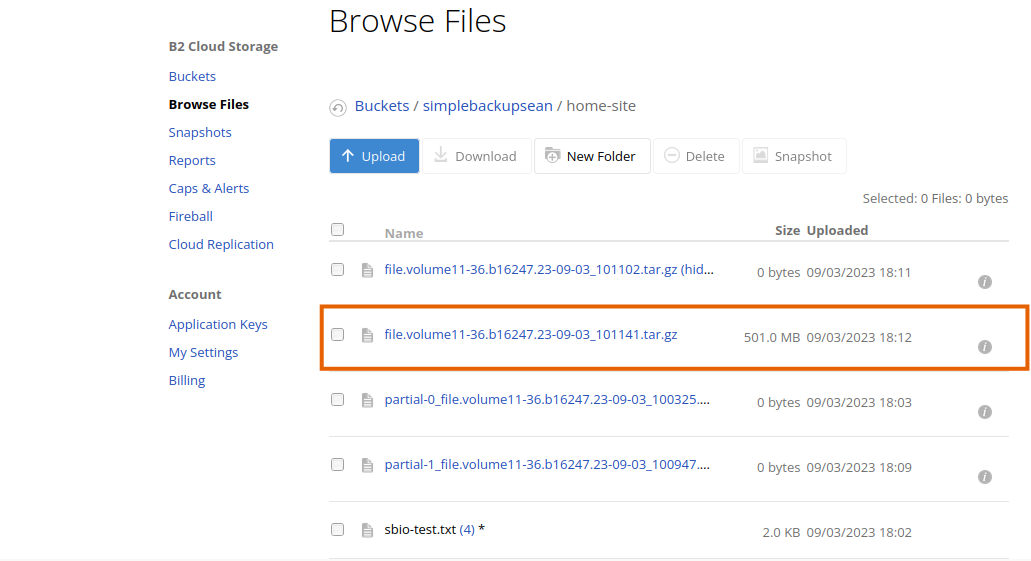 Browse Files
B2 Cloud Storage
Buckets
Browse Files
Snapshots
Reports
Caps & Alerts
Fireball
Cloud Replication
Account
Application Keys
My Settings
Billing
Buckets / simplebackupsean / home-site
Upload Download New Folder Delete Snapshot
Selected: 0 Files: 0 bytes
Name Size Uploaded
file.volume11-36.b16247.23-09-03_101102.tar.gz (hid... 0 bytes 09/03/2023 18:11
file.volume11-36.b16247.23-09-03_101141.tar.gz 501.0 MB 09/03/2023 18:12
partial-0_file.volume11-36.b16247.23-09-03_100325.... 0 bytes 09/03/2023 18:03
partial-1_file.volume11-36.b16247.23-09-03_100947.... 0 bytes 09/03/2023 18:09
sbio-test.txt (4) * 2.0 KB 09/03/2023 18:02